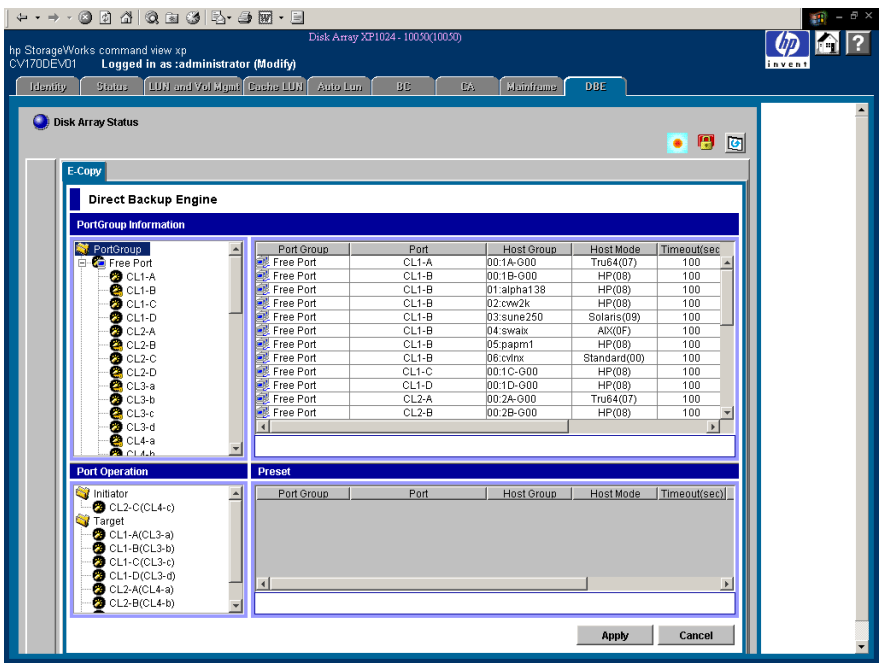 Disk Array XP1024 - 10050(10050)
hp StorageWorks command view xp
CV170DEV01 Logged in as :administrator (Modify)
hp
invent
?
Identity Status LUN and Vol Mgmt Cache LUN Auto Lun BC CA Mainframe DBE
Disk Array Status
E-Copy
Direct Backup Engine
PortGroup Information
PortGroup
Free Port
CL1-A
CL1-B
CL1-C
CL1-D
CL2-A
CL2-B
CL2-C
CL2-D
CL3-a
CL3-b
CL3-c
CL3-d
CL4-a
CL4-b
Port Group Port Host Group Host Mode Timeout(sec
Free Port CL1-A 00:1A-G00 Tru64(07) 100
Free Port CL1-B 00:1B-G00 HP(08) 100
Free Port CL1-B 01:alpha138 HP(08) 100
Free Port CL1-B 02:cvw2k HP(08) 100
Free Port CL1-B 03:sune250 Solaris(09) 100
Free Port CL1-B 04:swaix AIX(0F) 100
Free Port CL1-B 05:papm1 HP(08) 100
Free Port CL1-B 06:cvlnx Standard(00) 100
Free Port CL1-C 00:1C-G00 HP(08) 100
Free Port CL1-D 00:1D-G00 HP(08) 100
Free Port CL2-A 00:2A-G00 Tru64(07) 100
Free Port CL2-B 00:2B-G00 HP(08) 100
Port Operation
Initiator
CL2-C(CL4-c)
Target
CL1-A(CL3-a)
CL1-B(CL3-b)
CL1-C(CL3-c)
CL1-D(CL3-d)
CL2-A(CL4-a)
CL2-B(CL4-b)
Preset
Port Group Port Host Group Host Mode Timeout(sec)
Apply Cancel